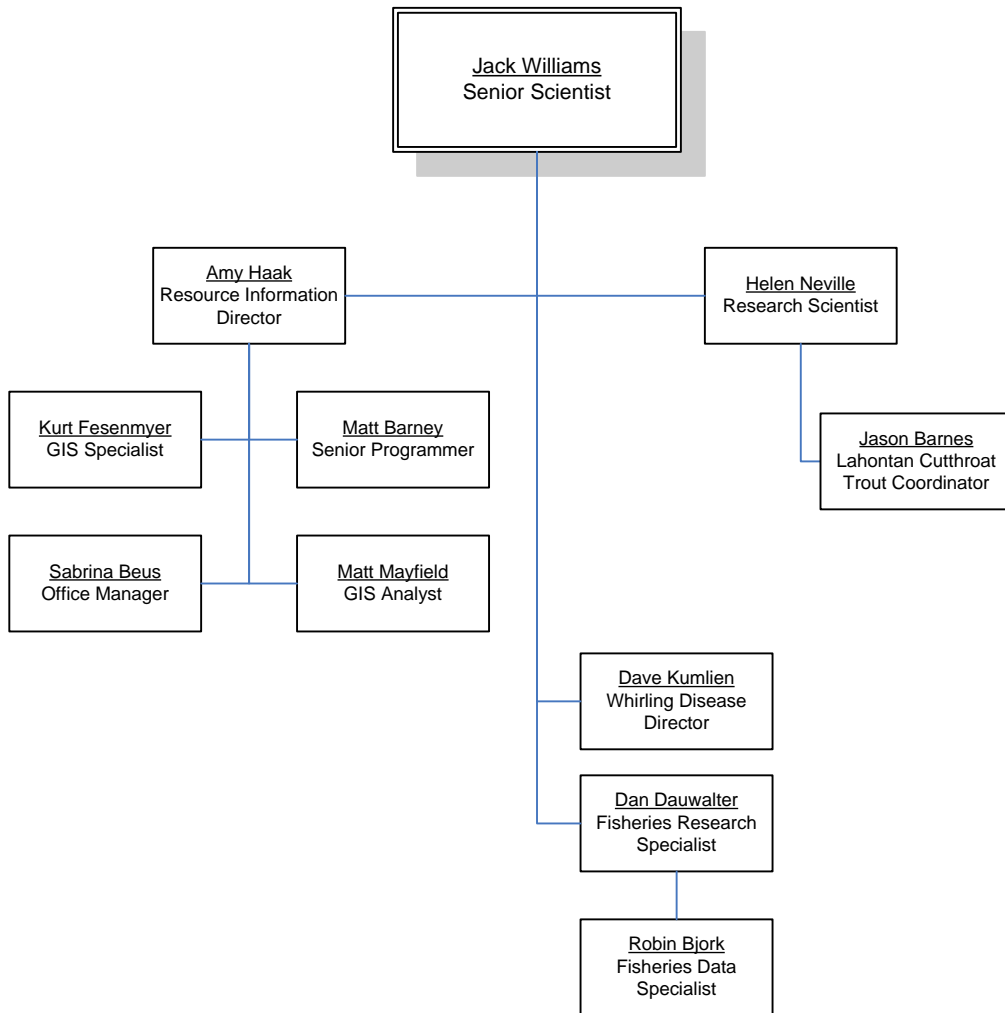 Jack Williams
Senior Scientist
Amy Haak
Resource Information
Director
Helen Neville
Research Scientist
Kurt Fesenmyer
GIS Specialist
Matt Barney
Senior Programmer
Jason Barnes
Lahontan Cutthroat
Trout Coordinator
Sabrina Beus
Office Manager
Matt Mayfield
GIS Analyst
Dave Kumlien
Whirling Disease
Director
Dan Dauwalter
Fisheries Research
Specialist
Robin Bjork
Fisheries Data
Specialist